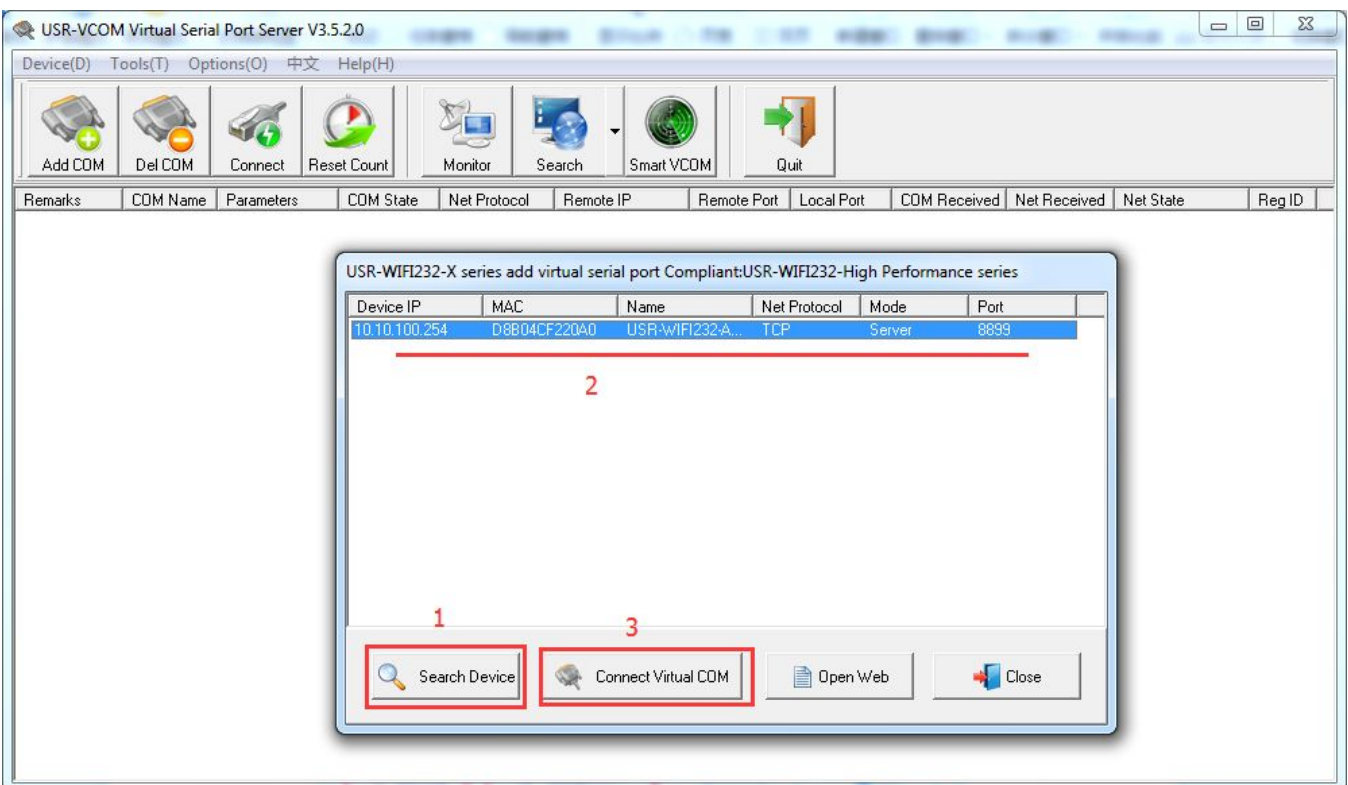 USR-VCOM Virtual Serial Port Server V3.5.2.0
Device(D) Tools(T) Options(O) 中文 Help(H)
Add COM Del COM Connect Reset Count Monitor Search Smart VCOM Quit
Remarks COM Name Parameters COM State Net Protocol Remote IP Remote Port Local Port COM Received Net Received Net State Reg ID
USR-WIFI232-X series add virtual serial port Compliant:USR-WIFI232-High Performance series
Device IP MAC Name Net Protocol Mode Port
10.10.100.254 D8B04CF220A0 USR-WIFI232-A... TCP Server 8899
2
1 3
Search Device Connect Virtual COM Open Web Close